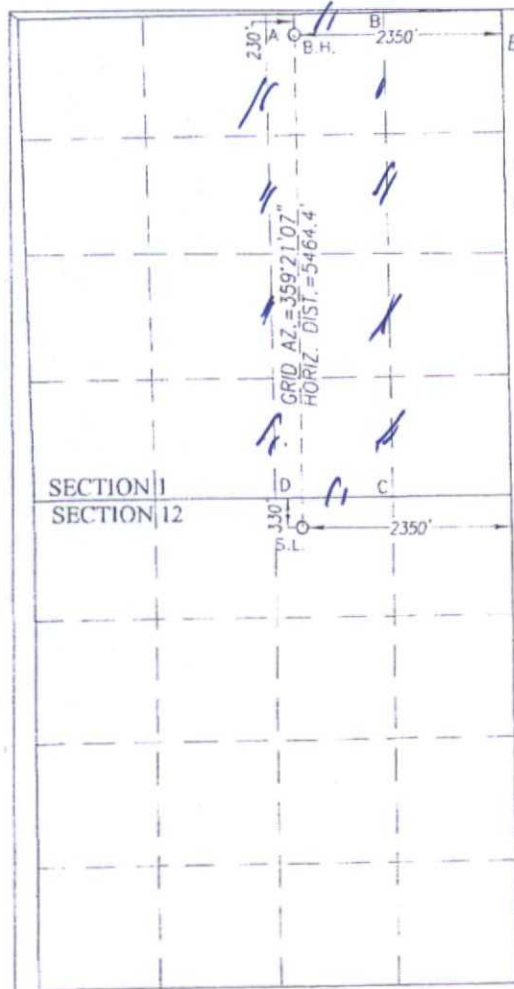 230'
A
B
B.H.
2350'
E
GRID AZ.=359°21'07"
HORIZ. DIST.=5464.4'
SECTION 1
D
C
SECTION 12
330'
S.L.
2350'